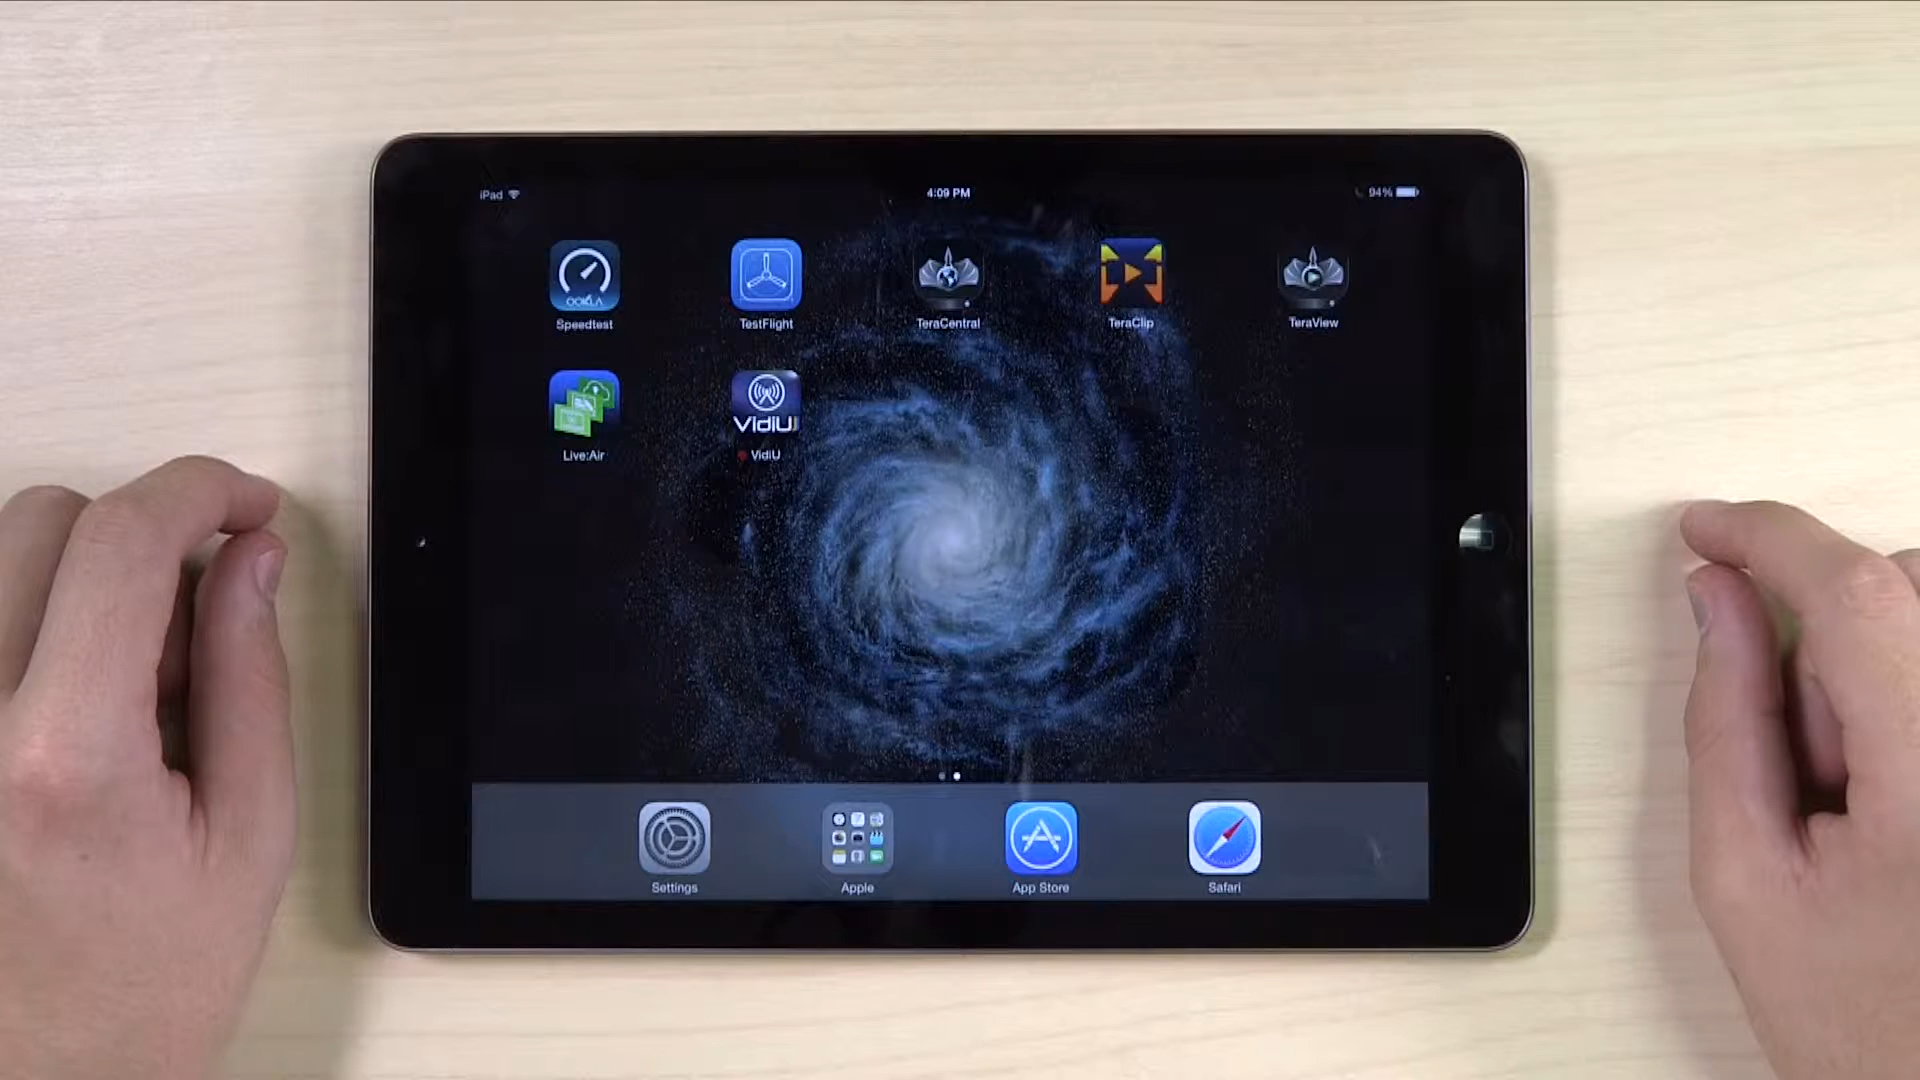 iPad 4:09 PM 94%
OOKLA
Speedtest TestFlight TeraCentral TeraClip TeraView
VidiU
Live:Air VidiU
Settings Apple App Store Safari